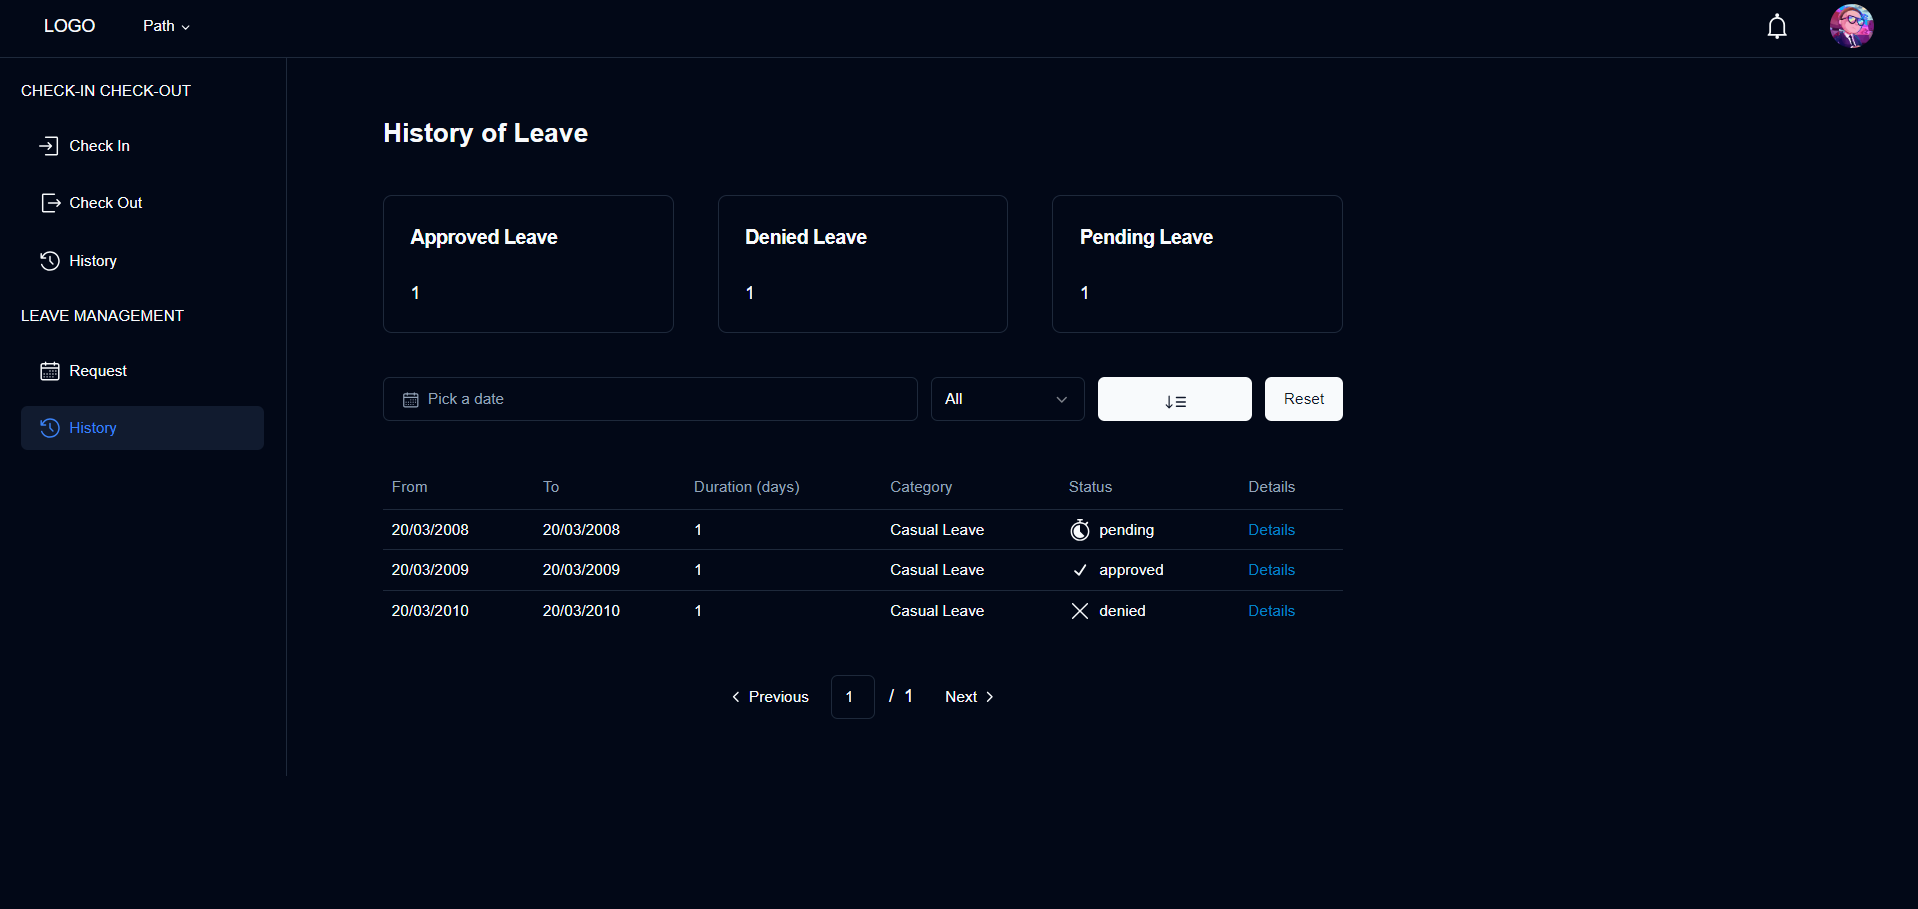 LOGO Path
CHECK-IN CHECK-OUT
Check In
Check Out
History
LEAVE MANAGEMENT
Request
History
History of Leave
Approved Leave
1
Denied Leave
1
Pending Leave
1
Pick a date All Reset
From To Duration (days) Category Status Details
20/03/2008 20/03/2008 1 Casual Leave pending Details
20/03/2009 20/03/2009 1 Casual Leave approved Details
20/03/2010 20/03/2010 1 Casual Leave denied Details
Previous 1 / 1 Next